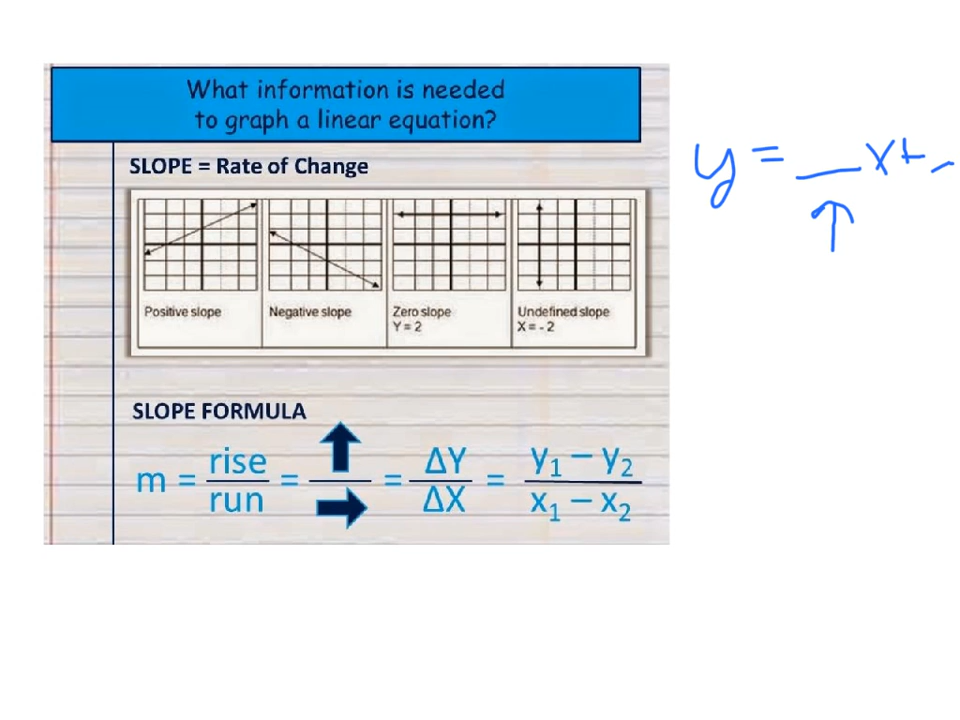 What information is needed
to graph a linear equation?
SLOPE = Rate of Change
Positive slope
Negative slope
Zero slope
Y = 2
Undefined slope
X = - 2
SLOPE FORMULA
m = rise/run = ⬆/➡ = ΔY/ΔX = y₁ − y₂/x₁ − x₂
y = __ x +
↑